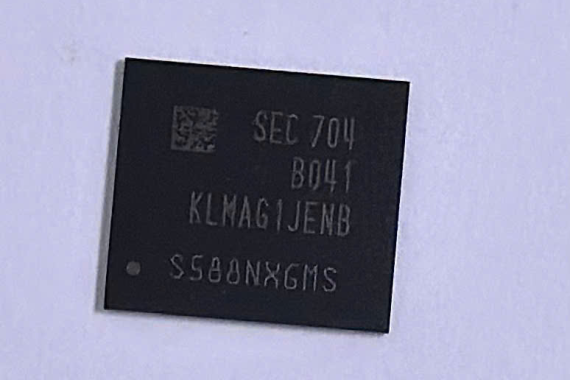 SEC 704
B041
KLMAG1JENB
S588NXGMS